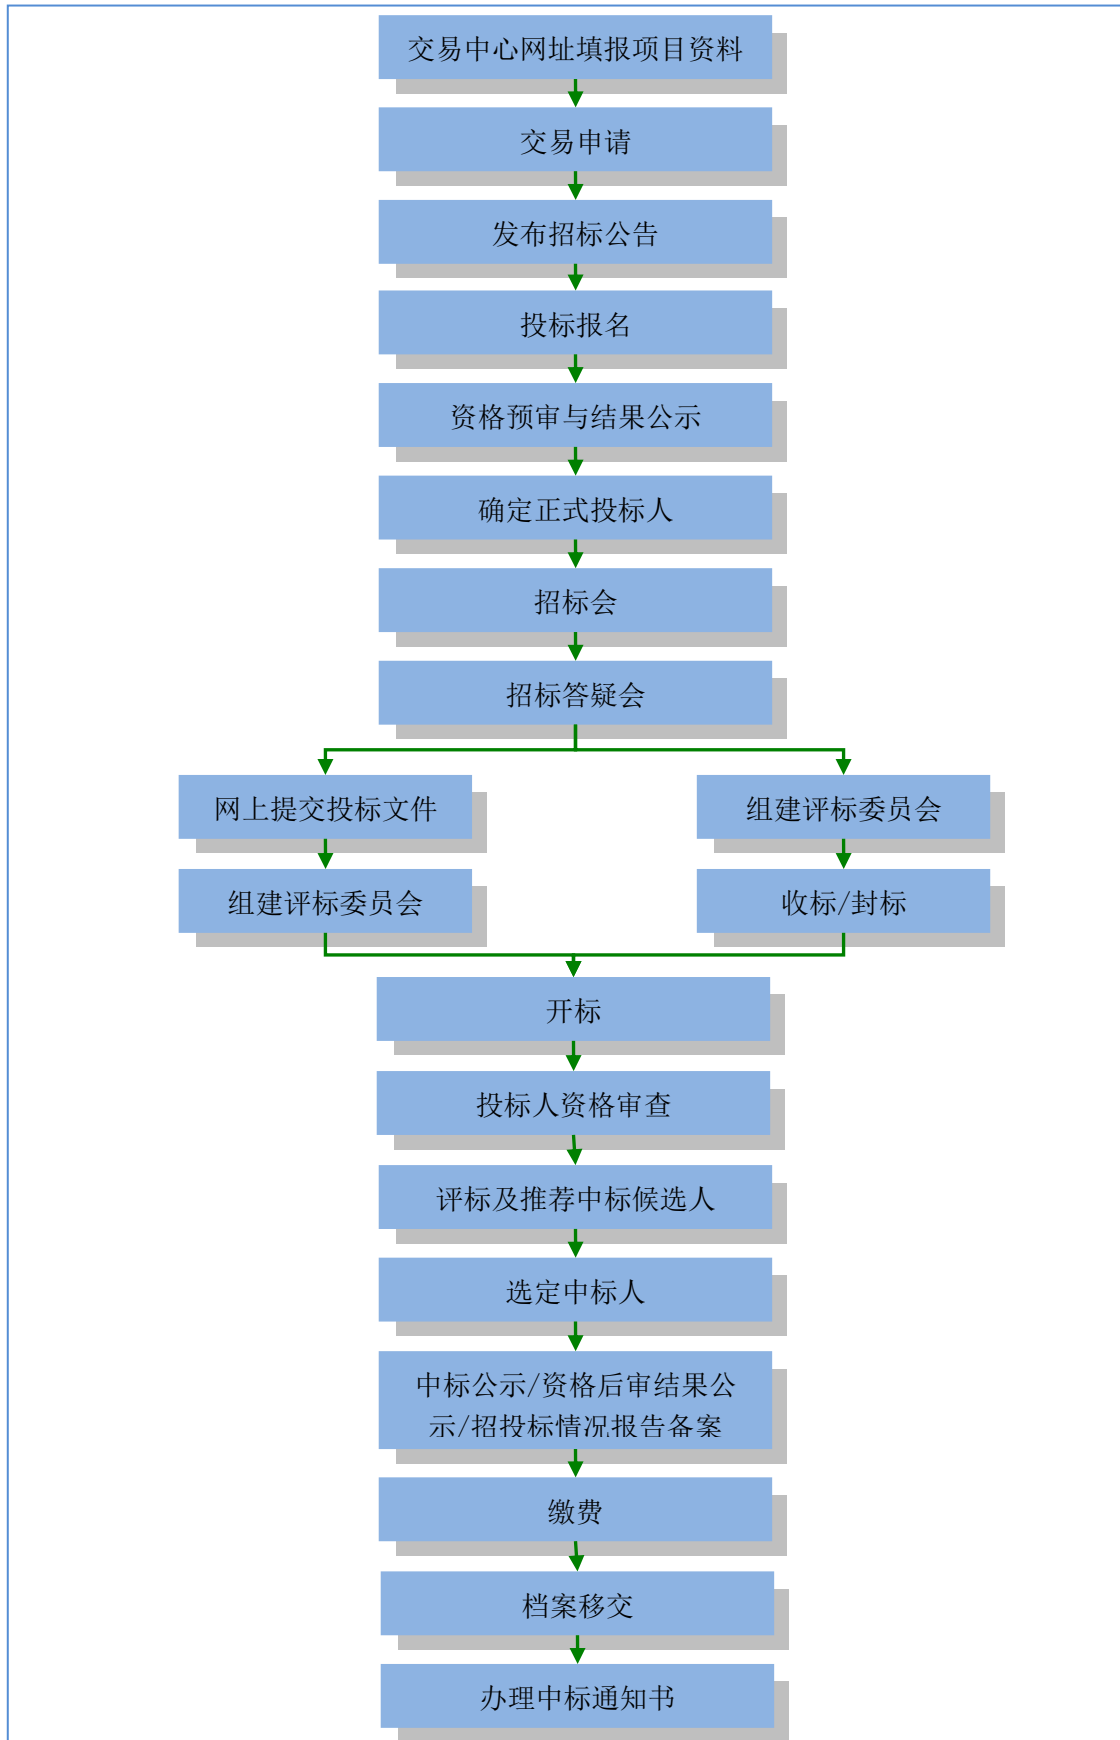 交易中心网址填报项目资料
交易申请
发布招标公告
投标报名
资格预审与结果公示
确定正式投标人
招标会
招标答疑会
网上提交投标文件
组建评标委员会
组建评标委员会
收标/封标
开标
投标人资格审查
评标及推荐中标候选人
选定中标人
中标公示/资格后审结果公
示/招投标情况报告备案
缴费
档案移交
办理中标通知书